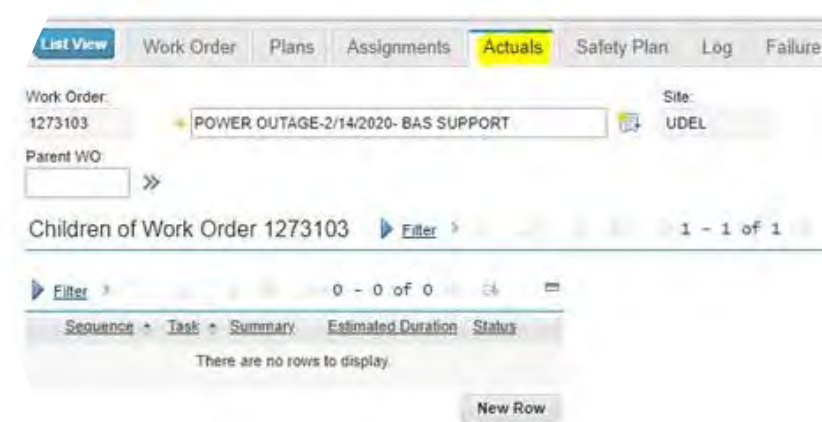 List View Work Order Plans Assignments Actuals Safety Plan Log Failure
Work Order: Site:
1273103 POWER OUTAGE-2/14/2020- BAS SUPPORT UDEL
Parent WO:
Children of Work Order 1273103 Filter 1 - 1 of 1
Filter 0 - 0 of 0
Sequence Task Summary Estimated Duration Status
There are no rows to display.
New Row